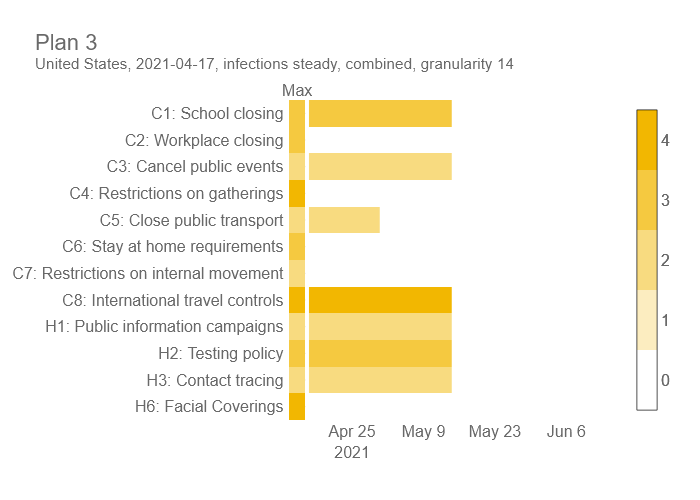 Plan 3
United States, 2021-04-17, infections steady, combined, granularity 14
Max
C1: School closing
C2: Workplace closing
C3: Cancel public events
C4: Restrictions on gatherings
C5: Close public transport
C6: Stay at home requirements
C7: Restrictions on internal movement
C8: International travel controls
H1: Public information campaigns
H2: Testing policy
H3: Contact tracing
H6: Facial Coverings
4
3
2
1
0
Apr 25 May 9 May 23 Jun 6
2021